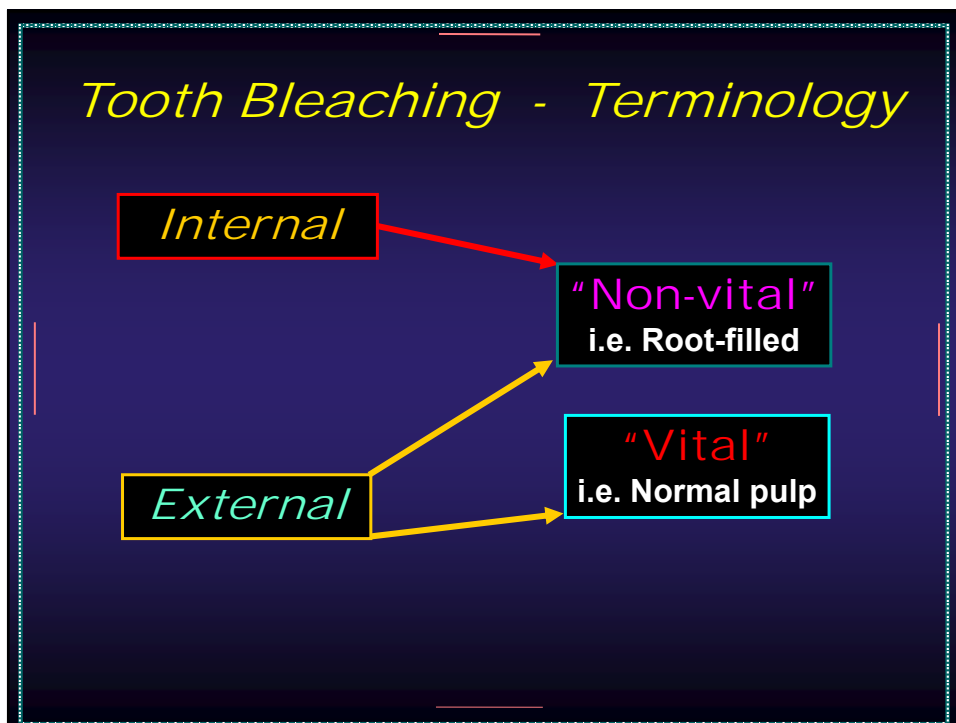 Tooth Bleaching - Terminology
Internal
“Non-vital”
i.e. Root-filled
External
“Vital”
i.e. Normal pulp